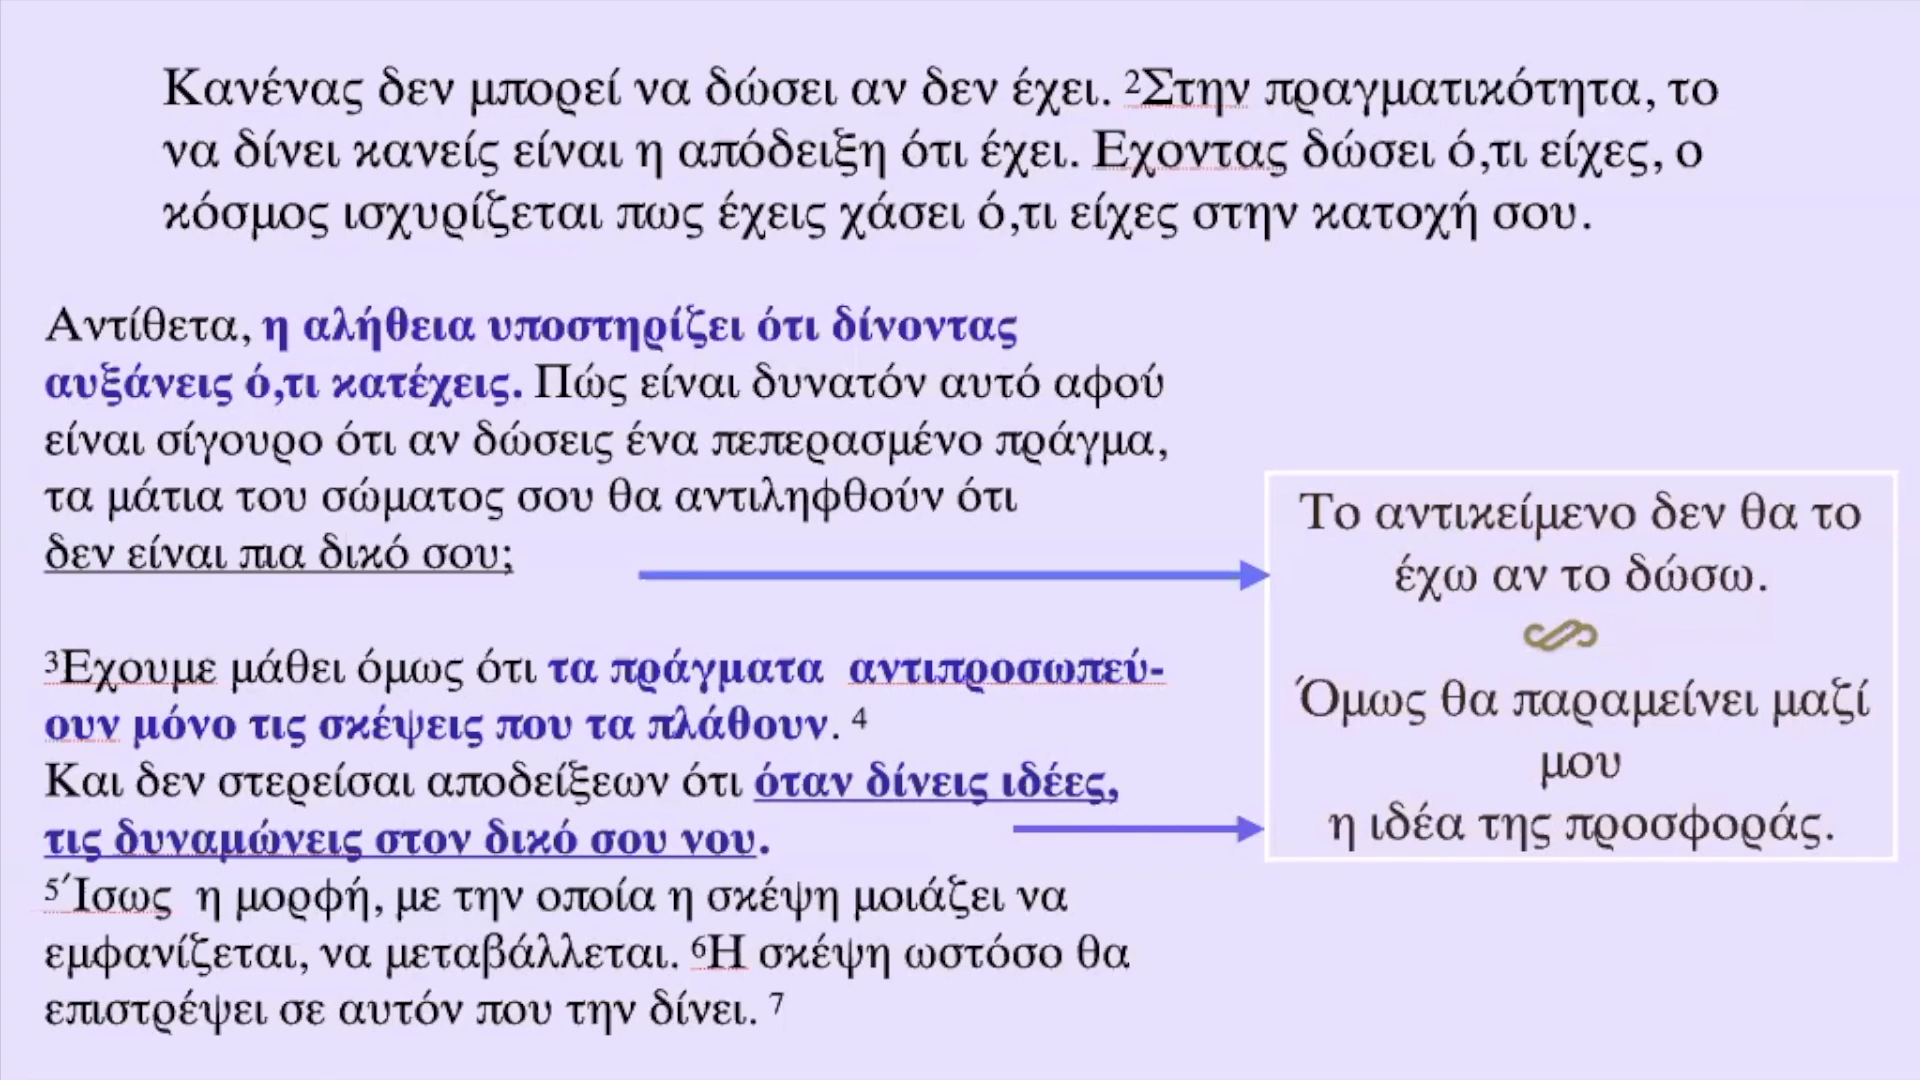 Κανένας δεν μπορεί να δώσει αν δεν έχει. ²Στην πραγματικότητα, το
να δίνει κανείς είναι η απόδειξη ότι έχει. Εχοντας δώσει ό,τι είχες, ο
κόσμος ισχυρίζεται πως έχεις χάσει ό,τι είχες στην κατοχή σου.
Αντίθετα, η αλήθεια υποστηρίζει ότι δίνοντας
αυξάνεις ό,τι κατέχεις. Πώς είναι δυνατόν αυτό αφού
είναι σίγουρο ότι αν δώσεις ένα πεπερασμένο πράγμα,
τα μάτια του σώματος σου θα αντιληφθούν ότι
δεν είναι πια δικό σου;
³Εχουμε μάθει όμως ότι τα πράγματα  αντιπροσωπεύ-
ουν μόνο τις σκέψεις που τα πλάθουν. ⁴
Και δεν στερείσαι αποδείξεων ότι όταν δίνεις ιδέες,
τις δυναμώνεις στον δικό σου νου.
⁵΄Ισως  η μορφή, με την οποία η σκέψη μοιάζει να
εμφανίζεται, να μεταβάλλεται. ⁶Η σκέψη ωστόσο θα
επιστρέψει σε αυτόν που την δίνει. ⁷
Το αντικείμενο δεν θα το
έχω αν το δώσω.
Όμως θα παραμείνει μαζί
μου
η ιδέα της προσφοράς.